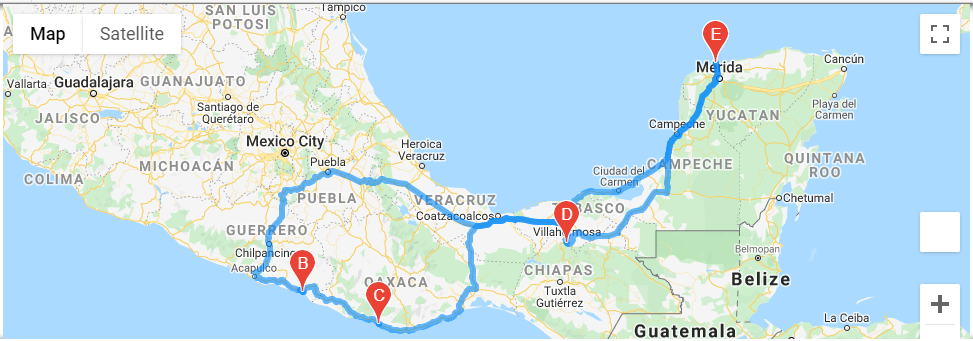 Map
Satellite
SAN LUIS
POTOSI
Tampico
E
Mérida
Cancún
Vallarta
Guadalajara
GUANAJUATO
Santiago de
Querétaro
Playa del
Carmen
JALISCO
YUCATAN
Campeche
Mexico City
Heroica
Veracruz
MICHOACÁN
Puebla
CAMPECHE
QUINTANA
ROO
COLIMA
Ciudad del
Carmen
PUEBLA
VERACRUZ
Chetumal
TABASCO
D
Coatzacoalcos
GUERRERO
Villahermosa
Chilpancingo
Belmopan
B
Acapulco
CHIAPAS
Belize
OAXACA
C
Tuxtla
Gutiérrez
La Ceiba
Guatemala